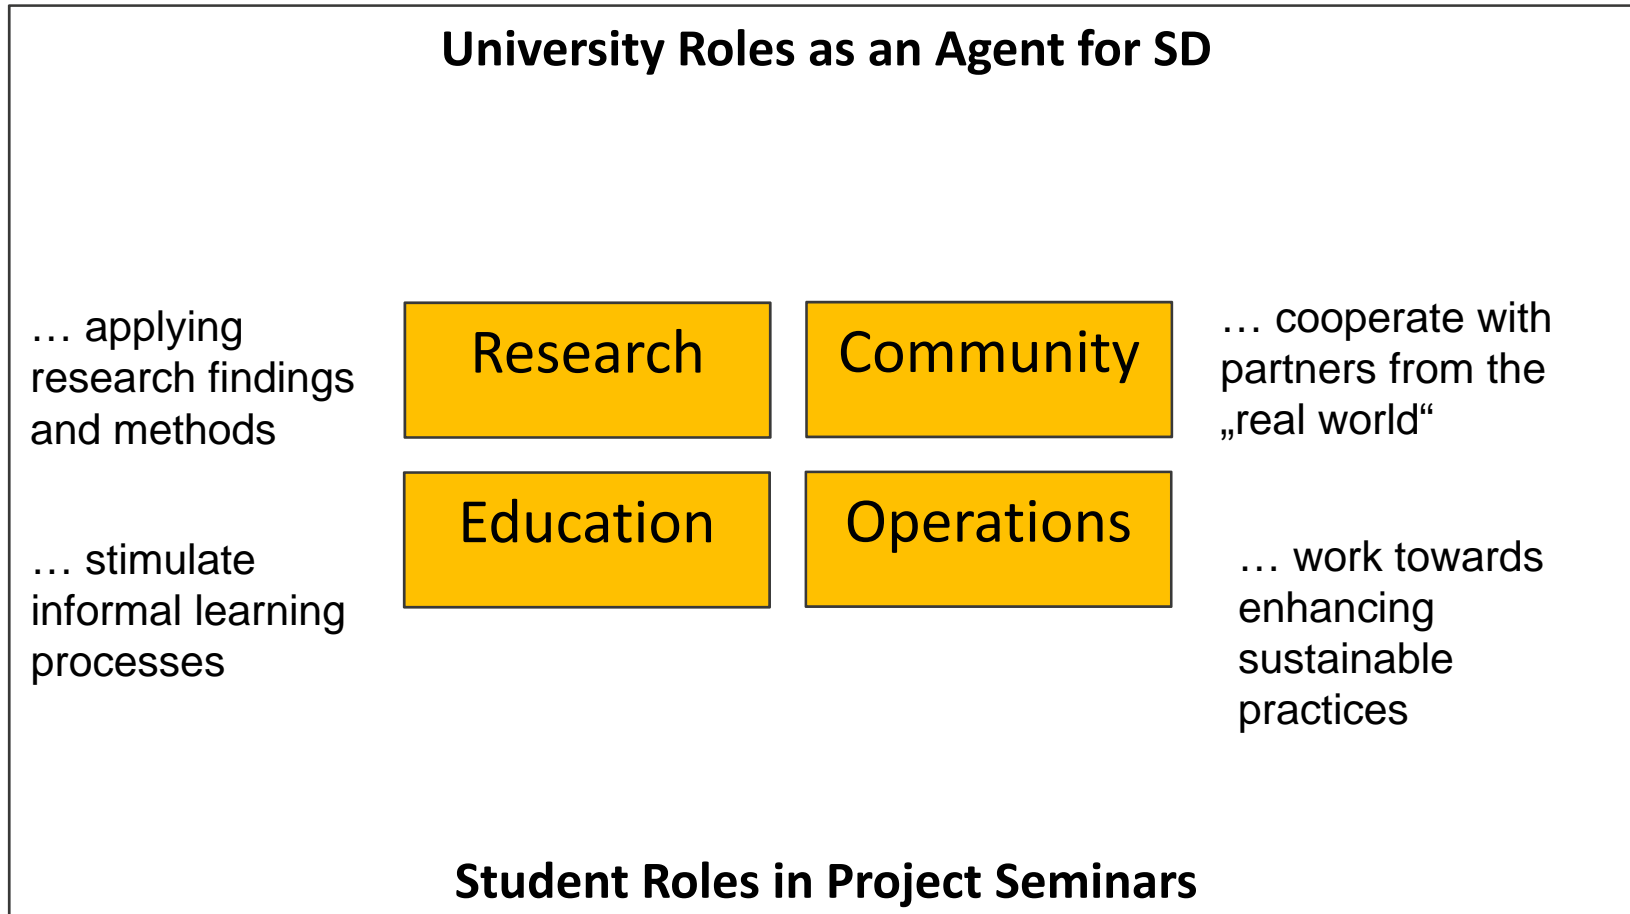 University Roles as an Agent for SD
… applying
research findings
and methods
Research
Community
… cooperate with
partners from the
„real world“
… stimulate
informal learning
processes
Education
Operations
… work towards
enhancing
sustainable
practices
Student Roles in Project Seminars